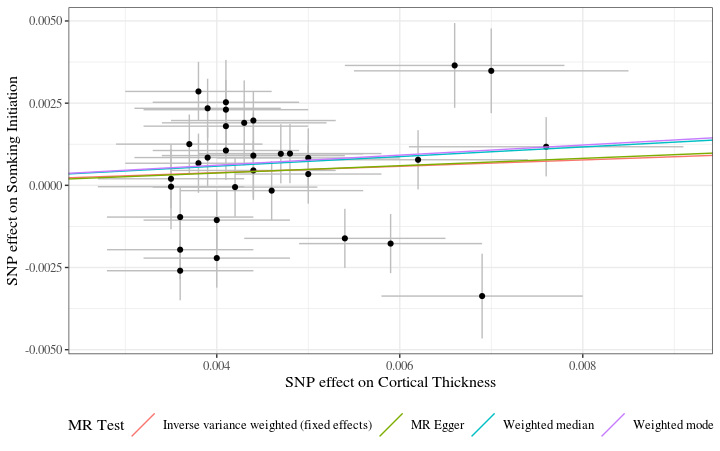 0.0050
0.0025
0.0000
-0.0025
-0.0050
SNP effect on Somking Initiation
0.004
0.006
0.008
SNP effect on Cortical Thickness
MR Test
Inverse variance weighted (fixed effects)
MR Egger
Weighted median
Weighted mode